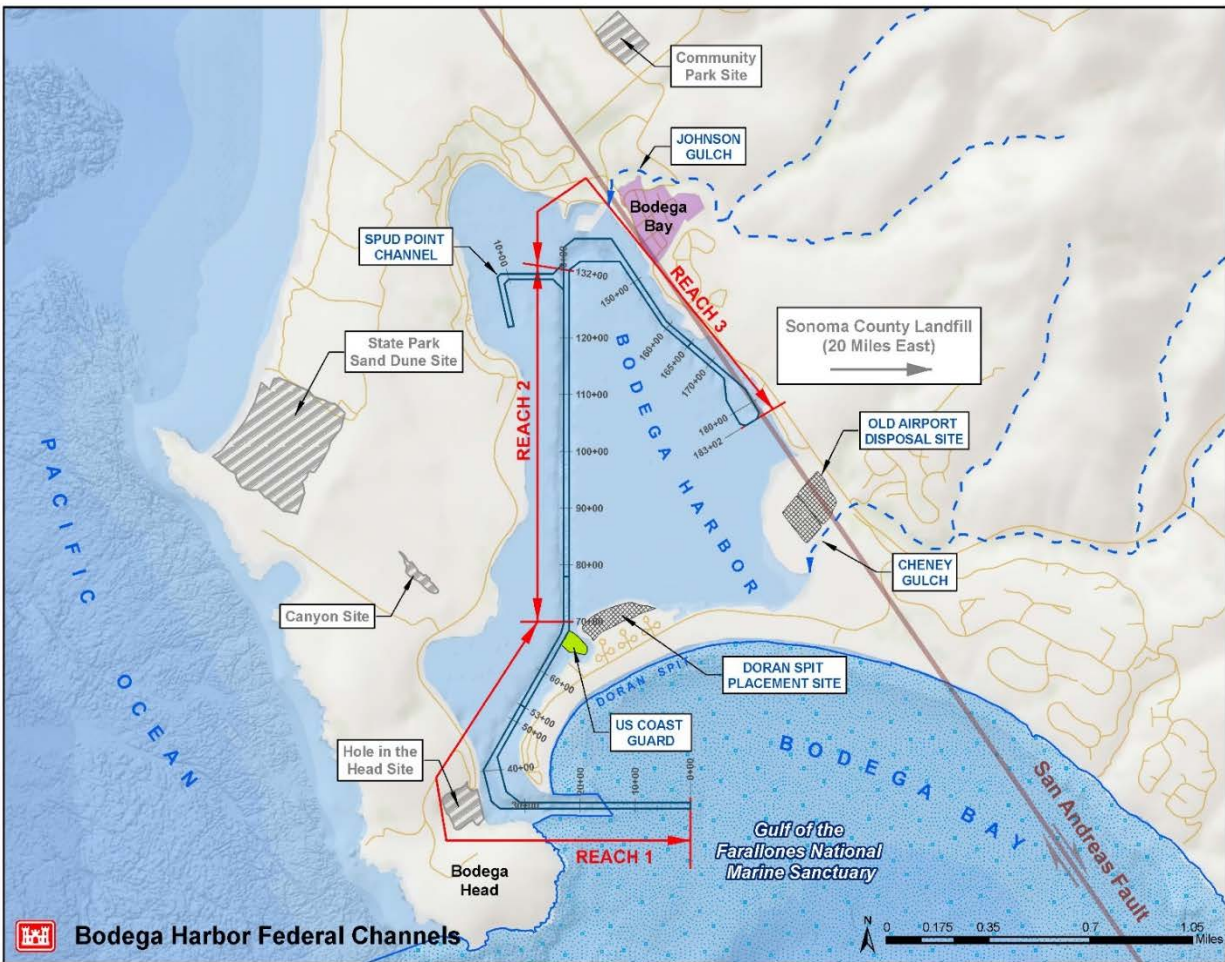 Community
Park Site
JOHNSON
GULCH
Bodega
Bay
SPUD POINT
CHANNEL
10+00
132+00
150+00
REACH 3
State Park
Sand Dune Site
REACH 2
120+00
160+00
165+00
170+00
Sonoma County Landfill
(20 Miles East)
110+00
180+00
183+02
OLD AIRPORT
DISPOSAL SITE
100+00
BODEGA HARBOR
90+00
PACIFIC OCEAN
80+00
CHENEY
GULCH
Canyon Site
70+00
DORAN SPIT
PLACEMENT SITE
60+00
DORAN SPIT
53+00
50+00
US COAST
GUARD
BODEGA BAY
Hole in the
Head Site
40+00
30+00
20+00
10+00
0+00
San Andreas Fault
REACH 1
Gulf of the
Farallones National
Marine Sanctuary
Bodega
Head
Bodega Harbor Federal Channels
N
0 0.175 0.35 0.7 1.05
Miles